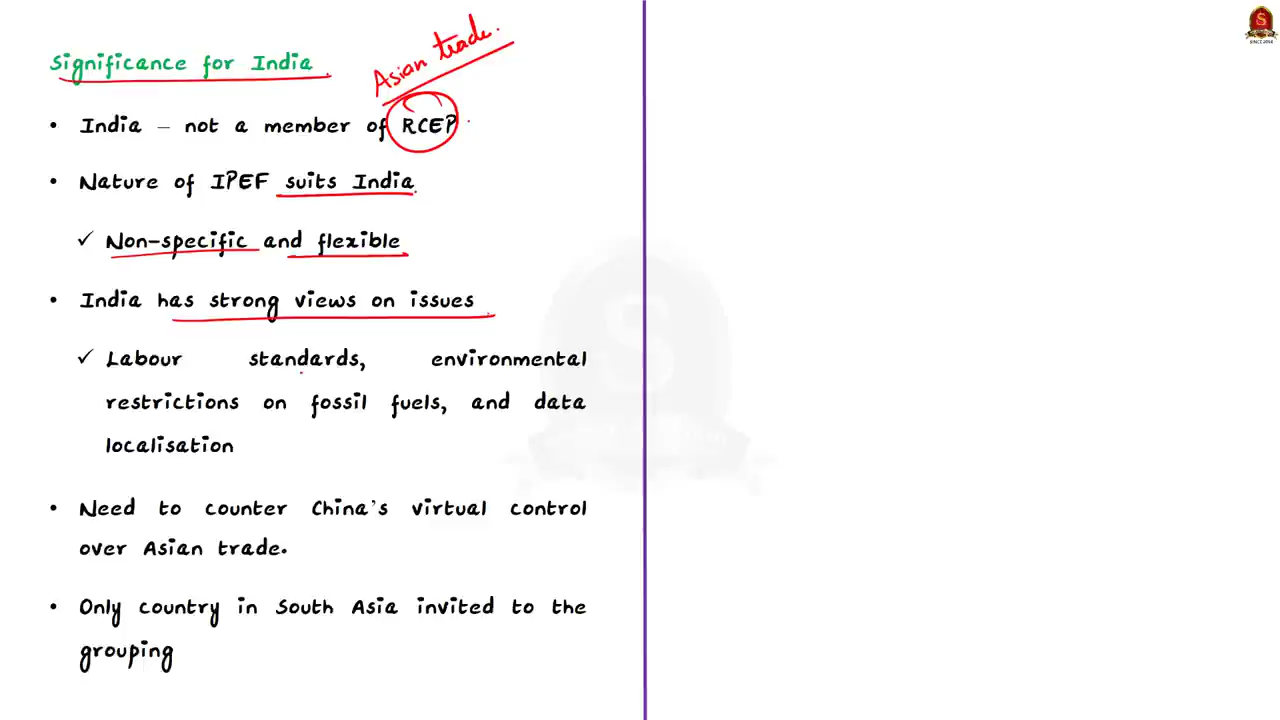 Significance for India
Asian trade.
• India – not a member of RCEP
• Nature of IPEF suits India
✓ Non-specific and flexible
• India has strong views on issues
✓ Labour standards, environmental
restrictions on fossil fuels, and data
localisation
• Need to counter China's virtual control
over Asian trade.
• Only country in South Asia invited to the
grouping
S